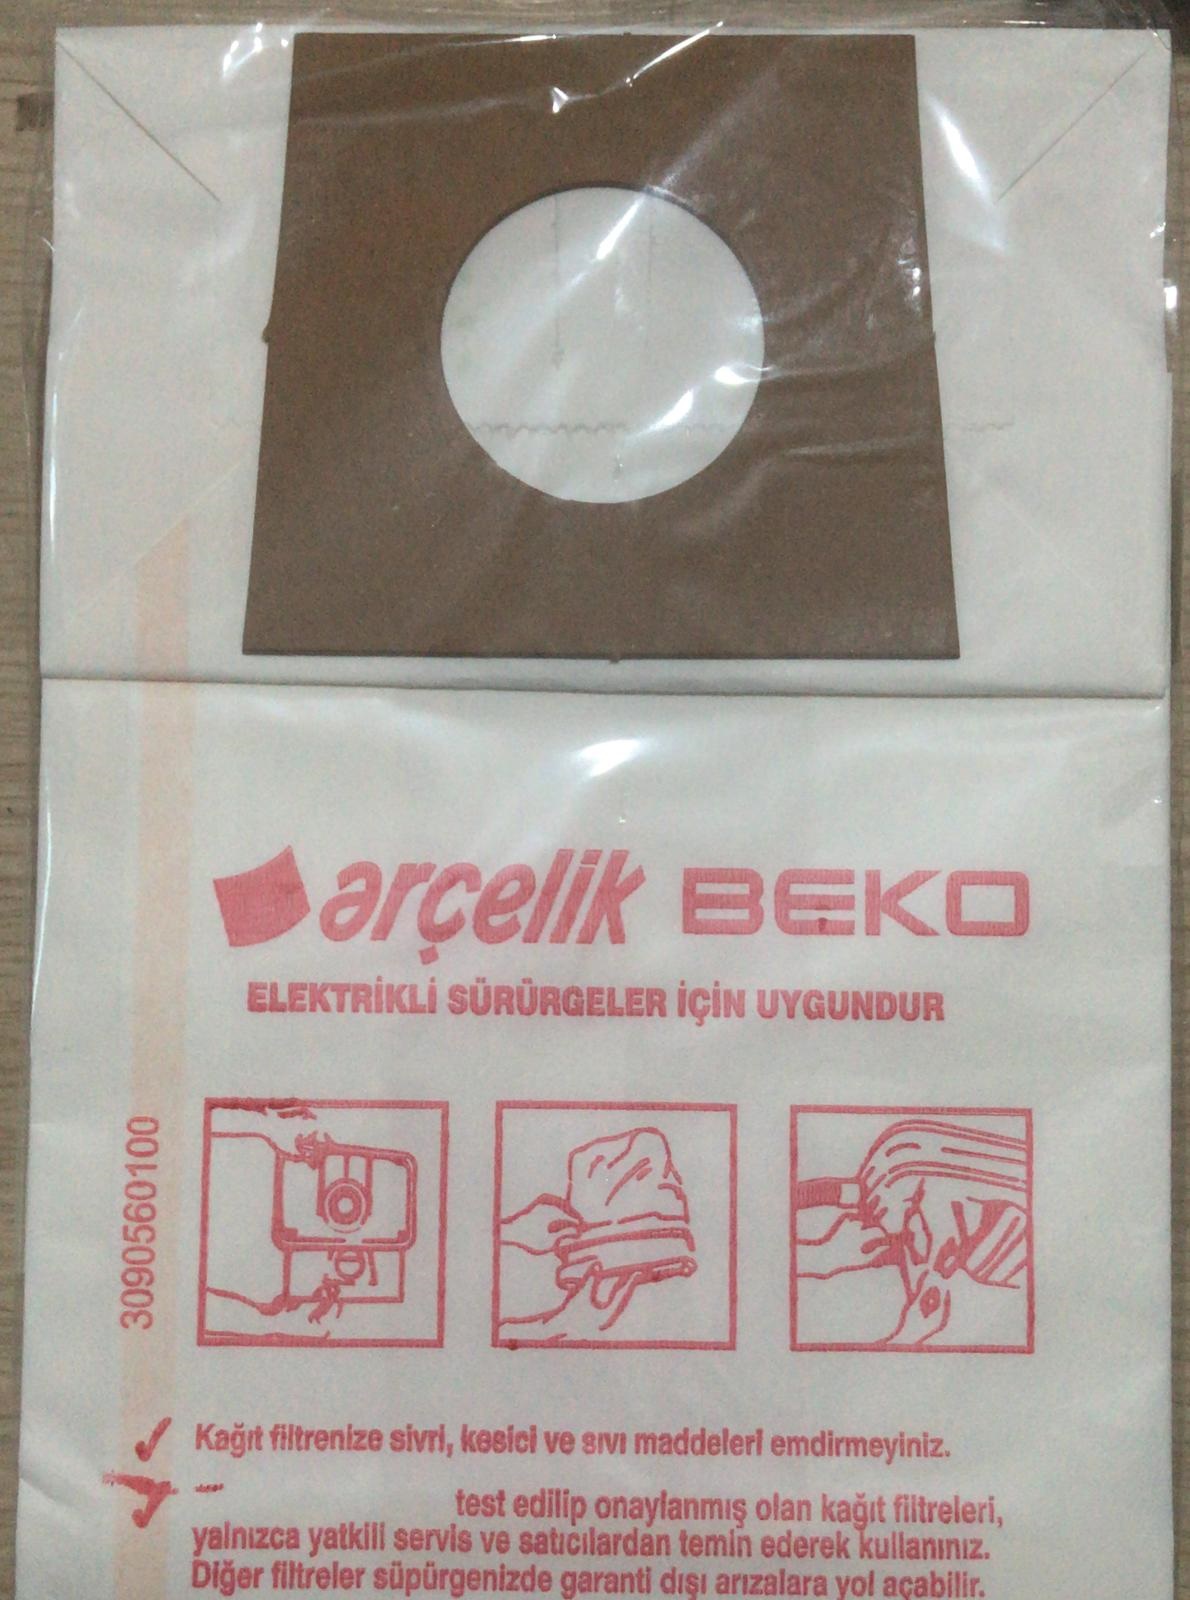 arçelik BEKO
ELEKTRİKLİ SÜRÜRGELER İÇİN UYGUNDUR
3090560100
Kağıt filtrenize sivri, kesici ve sıvı maddeleri emdirmeyiniz.
test edilip onaylanmış olan kağıt filtreleri,
yalnızca yatkili servis ve satıcılardan temin ederek kullanınız.
Diğer filtreler süpürgenizde garanti dışı arızalara yol açabilir.